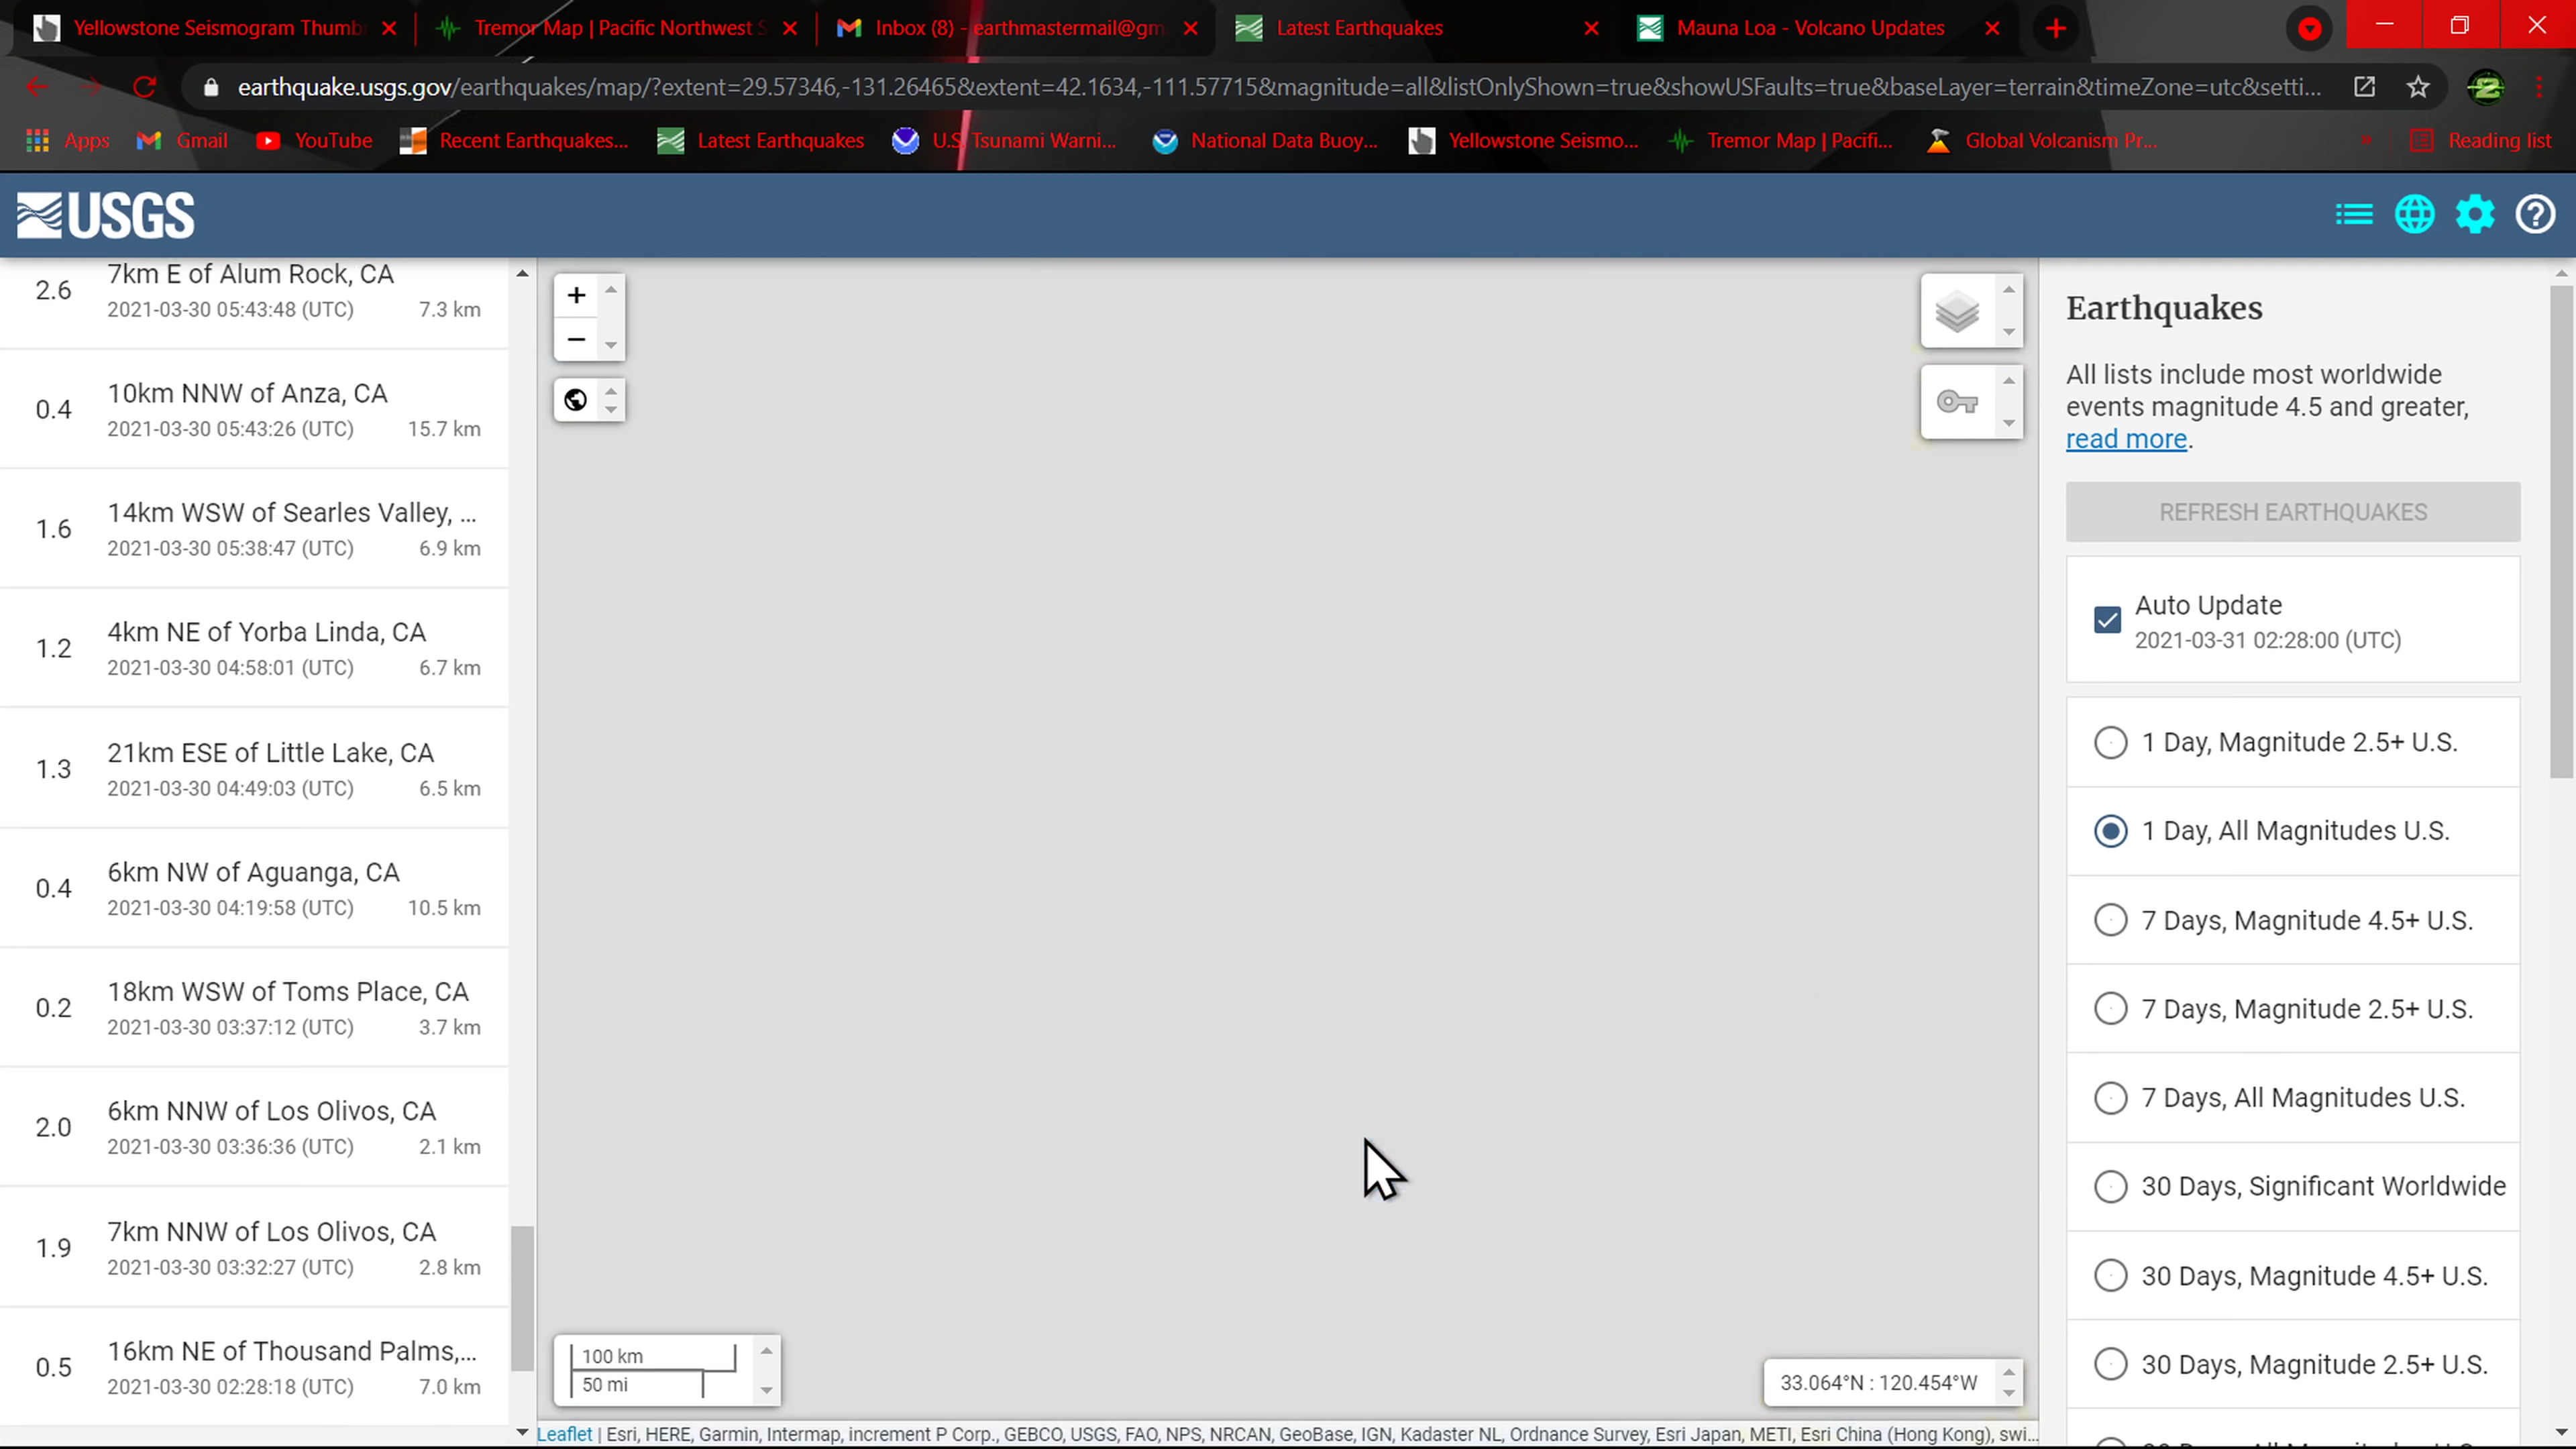 Yellowstone Seismogram Thumb
Tremor Map | Pacific Northwest S
Inbox (8) - earthmastermail@gm
Latest Earthquakes
Mauna Loa - Volcano Updates
earthquake.usgs.gov/earthquakes/map/?extent=29.57346,-131.26465&extent=42.1634,-111.57715&magnitude=all&listOnlyShown=true&showUSFaults=true&baseLayer=terrain&timeZone=utc&setti...
Apps
Gmail
YouTube
Recent Earthquakes...
Latest Earthquakes
U.S. Tsunami Warni...
National Data Buoy...
Yellowstone Seismo...
Tremor Map | Pacifi...
Global Volcanism Pr...
Reading list
USGS
2.6
7km E of Alum Rock, CA
2021-03-30 05:43:48 (UTC) 7.3 km
0.4
10km NNW of Anza, CA
2021-03-30 05:43:26 (UTC) 15.7 km
1.6
14km WSW of Searles Valley, ...
2021-03-30 05:38:47 (UTC) 6.9 km
1.2
4km NE of Yorba Linda, CA
2021-03-30 04:58:01 (UTC) 6.7 km
1.3
21km ESE of Little Lake, CA
2021-03-30 04:49:03 (UTC) 6.5 km
0.4
6km NW of Aguanga, CA
2021-03-30 04:19:58 (UTC) 10.5 km
0.2
18km WSW of Toms Place, CA
2021-03-30 03:37:12 (UTC) 3.7 km
2.0
6km NNW of Los Olivos, CA
2021-03-30 03:36:36 (UTC) 2.1 km
1.9
7km NNW of Los Olivos, CA
2021-03-30 03:32:27 (UTC) 2.8 km
0.5
16km NE of Thousand Palms,...
2021-03-30 02:28:18 (UTC) 7.0 km
+
−
100 km
50 mi
33.064°N : 120.454°W
Leaflet | Esri, HERE, Garmin, Intermap, increment P Corp., GEBCO, USGS, FAO, NPS, NRCAN, GeoBase, IGN, Kadaster NL, Ordnance Survey, Esri Japan, METI, Esri China (Hong Kong), swi...
Earthquakes
All lists include most worldwide
events magnitude 4.5 and greater,
read more.
REFRESH EARTHQUAKES
Auto Update
2021-03-31 02:28:00 (UTC)
1 Day, Magnitude 2.5+ U.S.
1 Day, All Magnitudes U.S.
7 Days, Magnitude 4.5+ U.S.
7 Days, Magnitude 2.5+ U.S.
7 Days, All Magnitudes U.S.
30 Days, Significant Worldwide
30 Days, Magnitude 4.5+ U.S.
30 Days, Magnitude 2.5+ U.S.